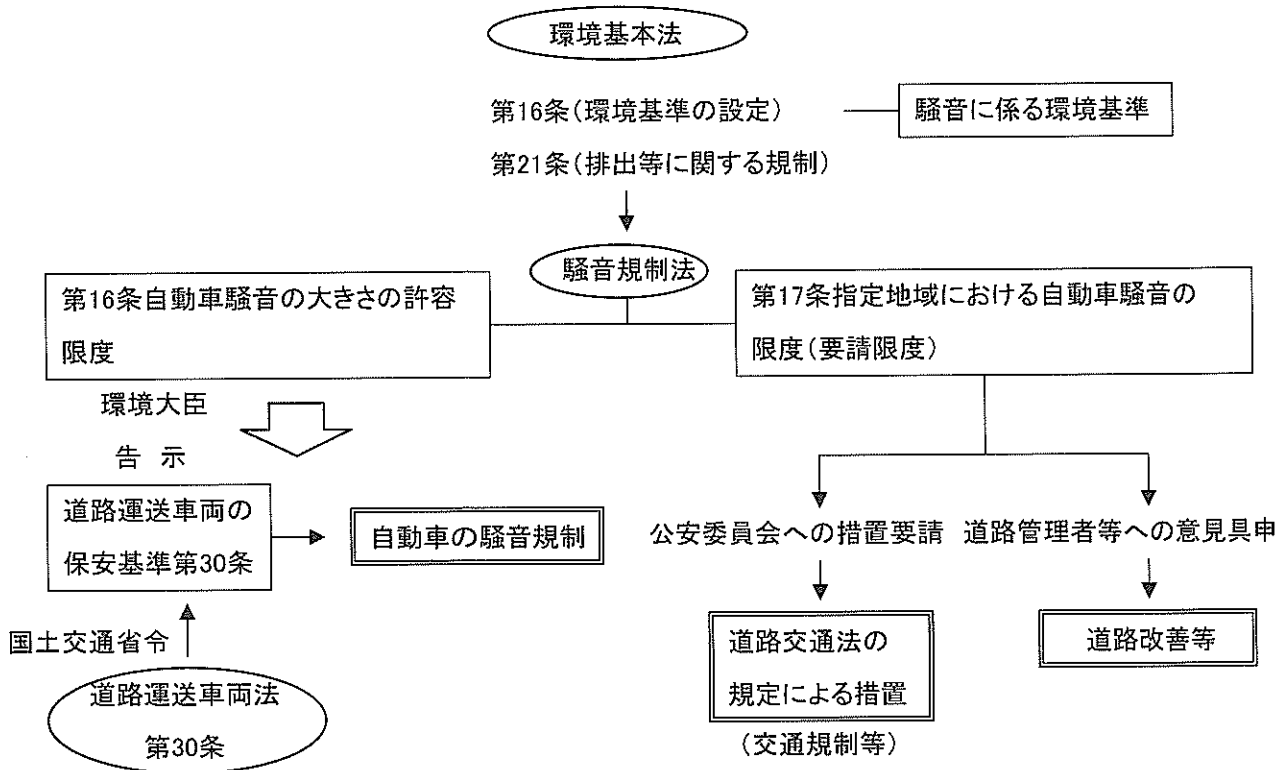 環境基本法
第16条(環境基準の設定)
騒音に係る環境基準
第21条(排出等に関する規制)
騒音規制法
第16条自動車騒音の大きさの許容
限度
第17条指定地域における自動車騒音の
限度(要請限度)
環境大臣
告 示
道路運送車両の
保安基準第30条
自動車の騒音規制
公安委員会への措置要請
道路管理者等への意見具申
国土交通省令
道路運送車両法
第30条
道路交通法の
規定による措置
(交通規制等)
道路改善等